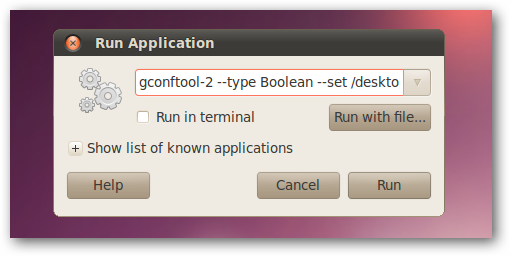 Run Application
gconftool-2 --type Boolean --set /deskto
Run in terminal
Run with file...
Show list of known applications
Help
Cancel
Run